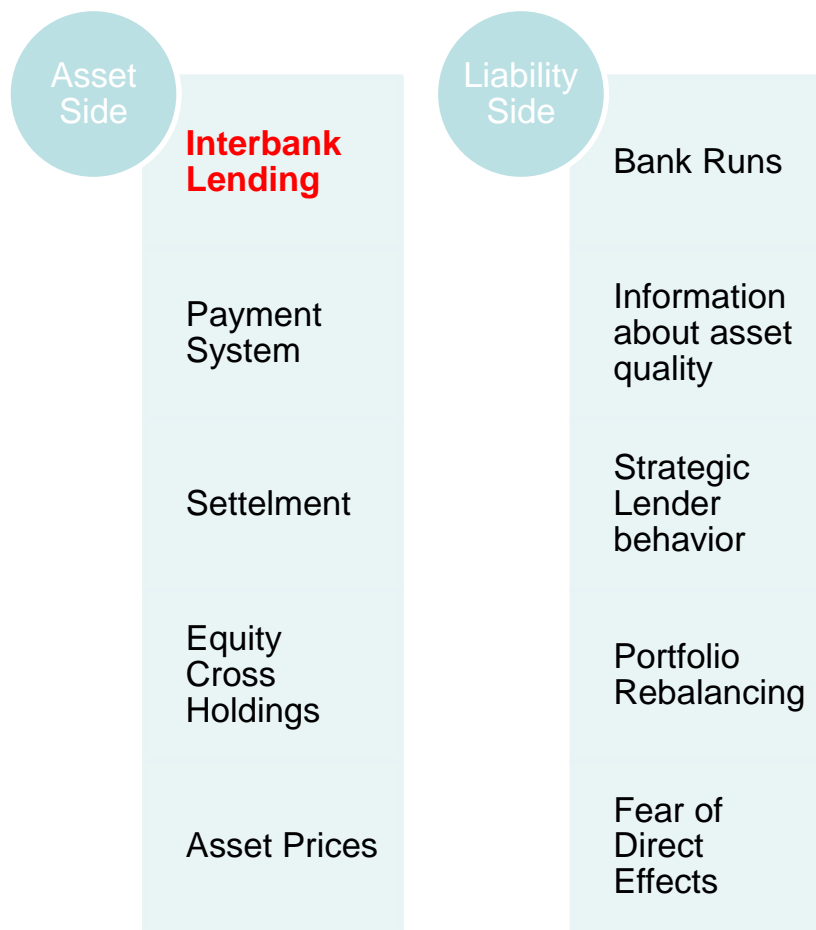 Asset
Side
Interbank
Lending
Payment
System
Settelment
Equity
Cross
Holdings
Asset Prices
Liability
Side
Bank Runs
Information
about asset
quality
Strategic
Lender
behavior
Portfolio
Rebalancing
Fear of
Direct
Effects